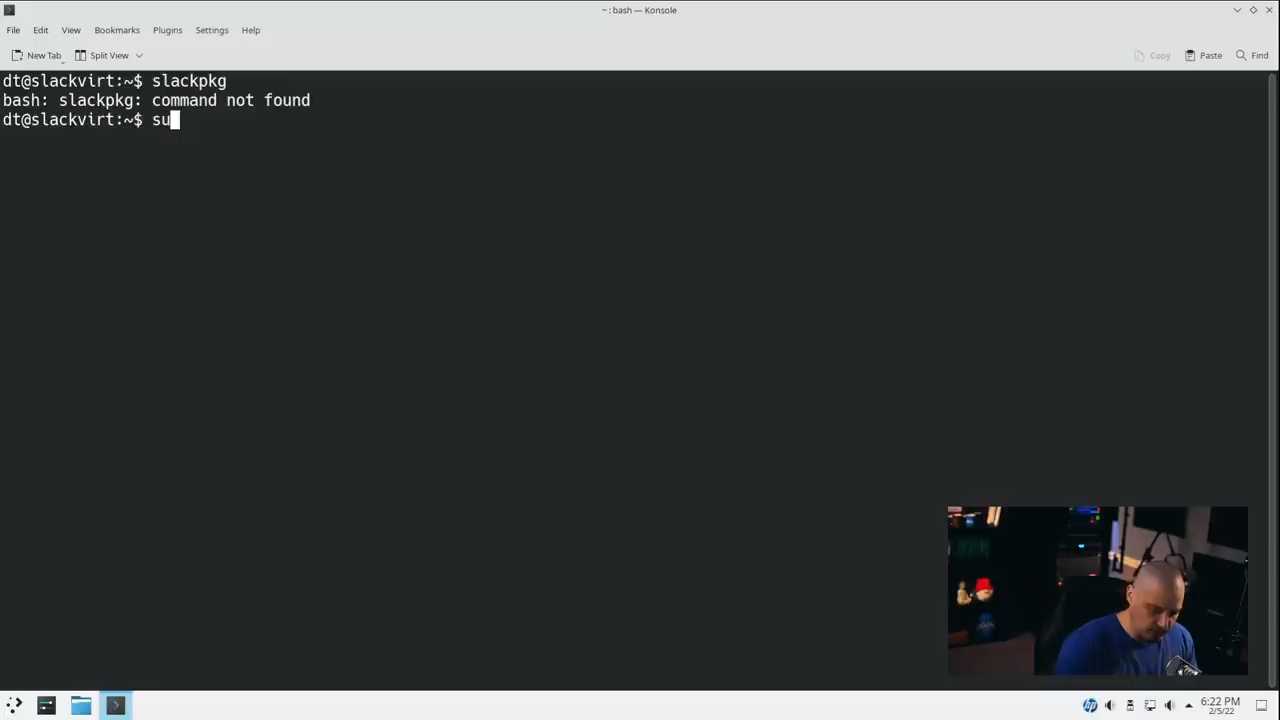 ~ : bash — Konsole
File Edit View Bookmarks Plugins Settings Help
New Tab Split View Copy Paste Find
dt@slackvirt:~$ slackpkg
bash: slackpkg: command not found
dt@slackvirt:~$ su
6:22 PM
2/5/22